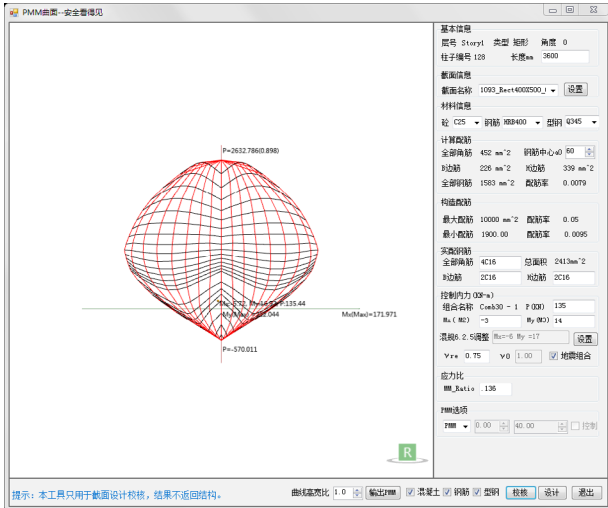 PMM曲面--安全看得见
P=2632.786(0.898)
P:135.44
Mx(Max)=171.971
P=-570.011
R
基本信息
层号 Story1 类型 矩形 角度 0
柱子编号 128 长度mm 3600
截面信息
截面名称 1093_Rect400X500_ 设置
材料信息
砼 C25 钢筋 HRB400 型钢 Q345
计算配筋
全部角筋 452 mm^2 钢筋中心a0 60
B边筋 226 mm^2 H边筋 339 mm^2
全部钢筋 1583 mm^2 配筋率 0.0079
构造配筋
最大配筋 10000 mm^2 配筋率 0.05
最小配筋 1900.00 配筋率 0.0095
实配钢筋
全部角筋 4C16 总面积 2413mm^2
B边筋 2C16 H边筋 2C16
控制内力(KN-m)
组合名称 Comb30 - 1 P(KN) 135
Mx( M2) -3 My(M3) 14
混规6.2.5调整 Mx=-6 My =17 设置
γre 0.75 γ0 1.00 地震组合
应力比
MM_Ratio .136
PMM选项
PMM 0.00 40.00 控制
提示：本工具只用于截面设计校核，结果不返回结构。
曲线高宽比 1.0 输出PMM 混凝土 钢筋 型钢 校核 设计 退出